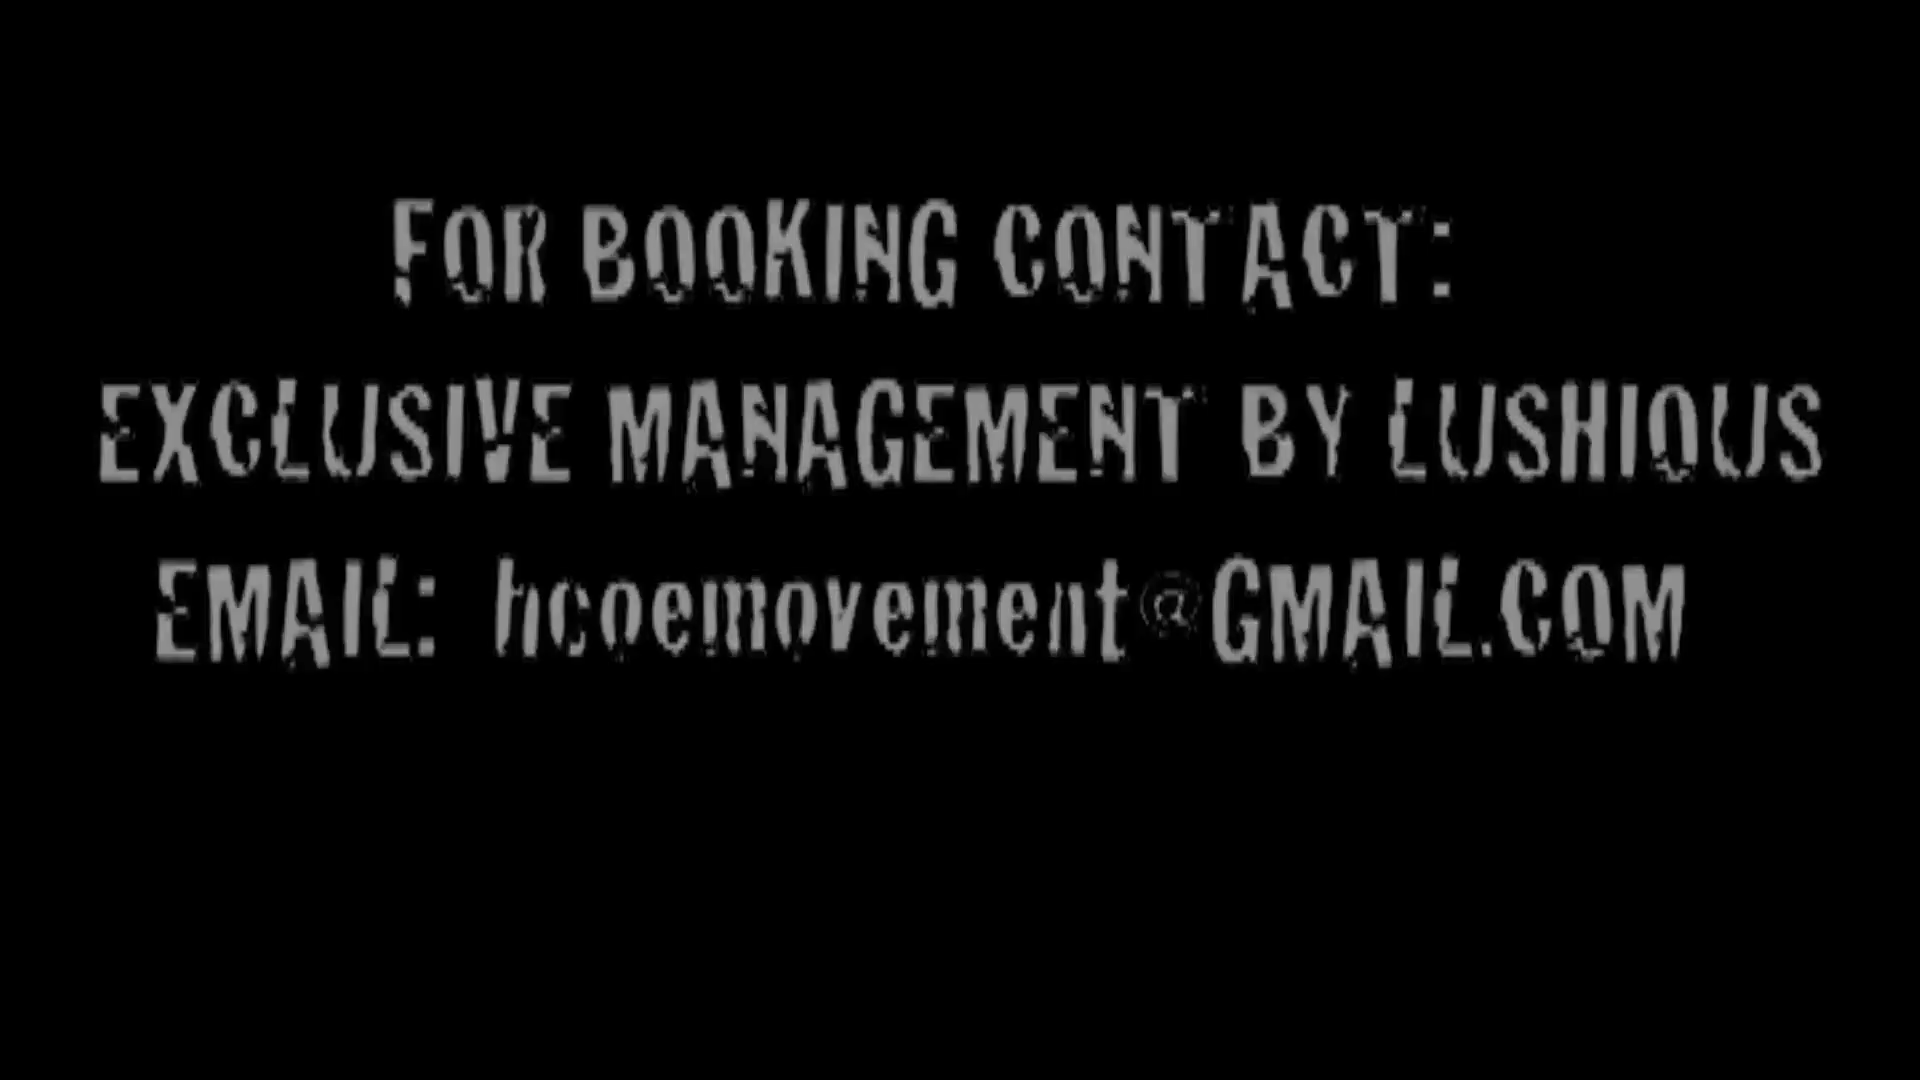 FOR BOOKING CONTACT:
EXCLUSIVE MANAGEMENT BY LUSHIOUS
EMAIL: hcoemovement@GMAIL.COM